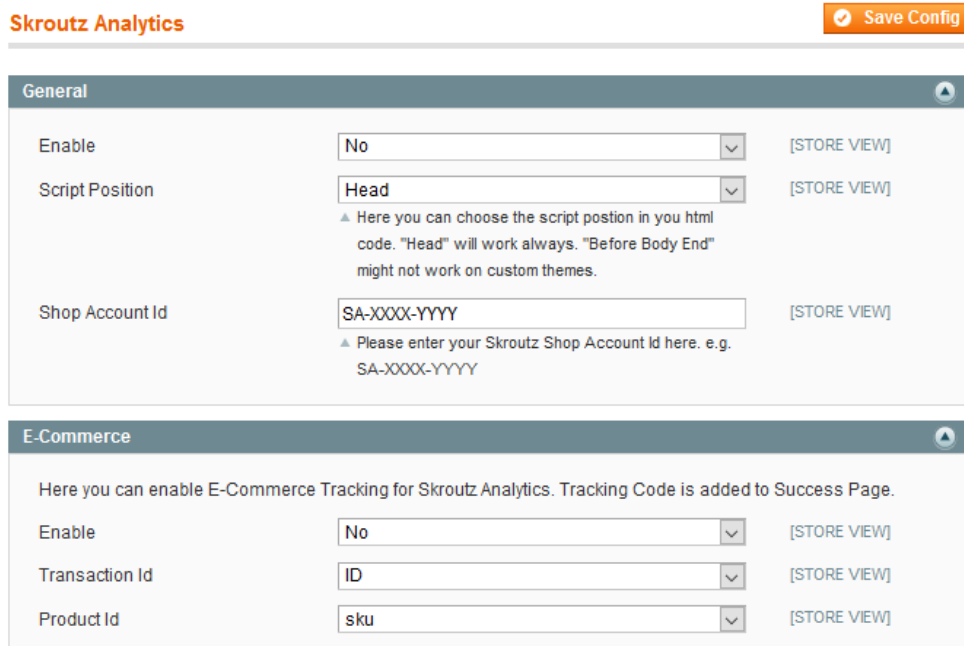 Skroutz Analytics
Save Config
General
Enable No [STORE VIEW]
Script Position Head [STORE VIEW]
Here you can choose the script postion in you html
code. "Head" will work always. "Before Body End"
might not work on custom themes.
Shop Account Id SA-XXXX-YYYY [STORE VIEW]
Please enter your Skroutz Shop Account Id here. e.g.
SA-XXXX-YYYY
E-Commerce
Here you can enable E-Commerce Tracking for Skroutz Analytics. Tracking Code is added to Success Page.
Enable No [STORE VIEW]
Transaction Id ID [STORE VIEW]
Product Id sku [STORE VIEW]